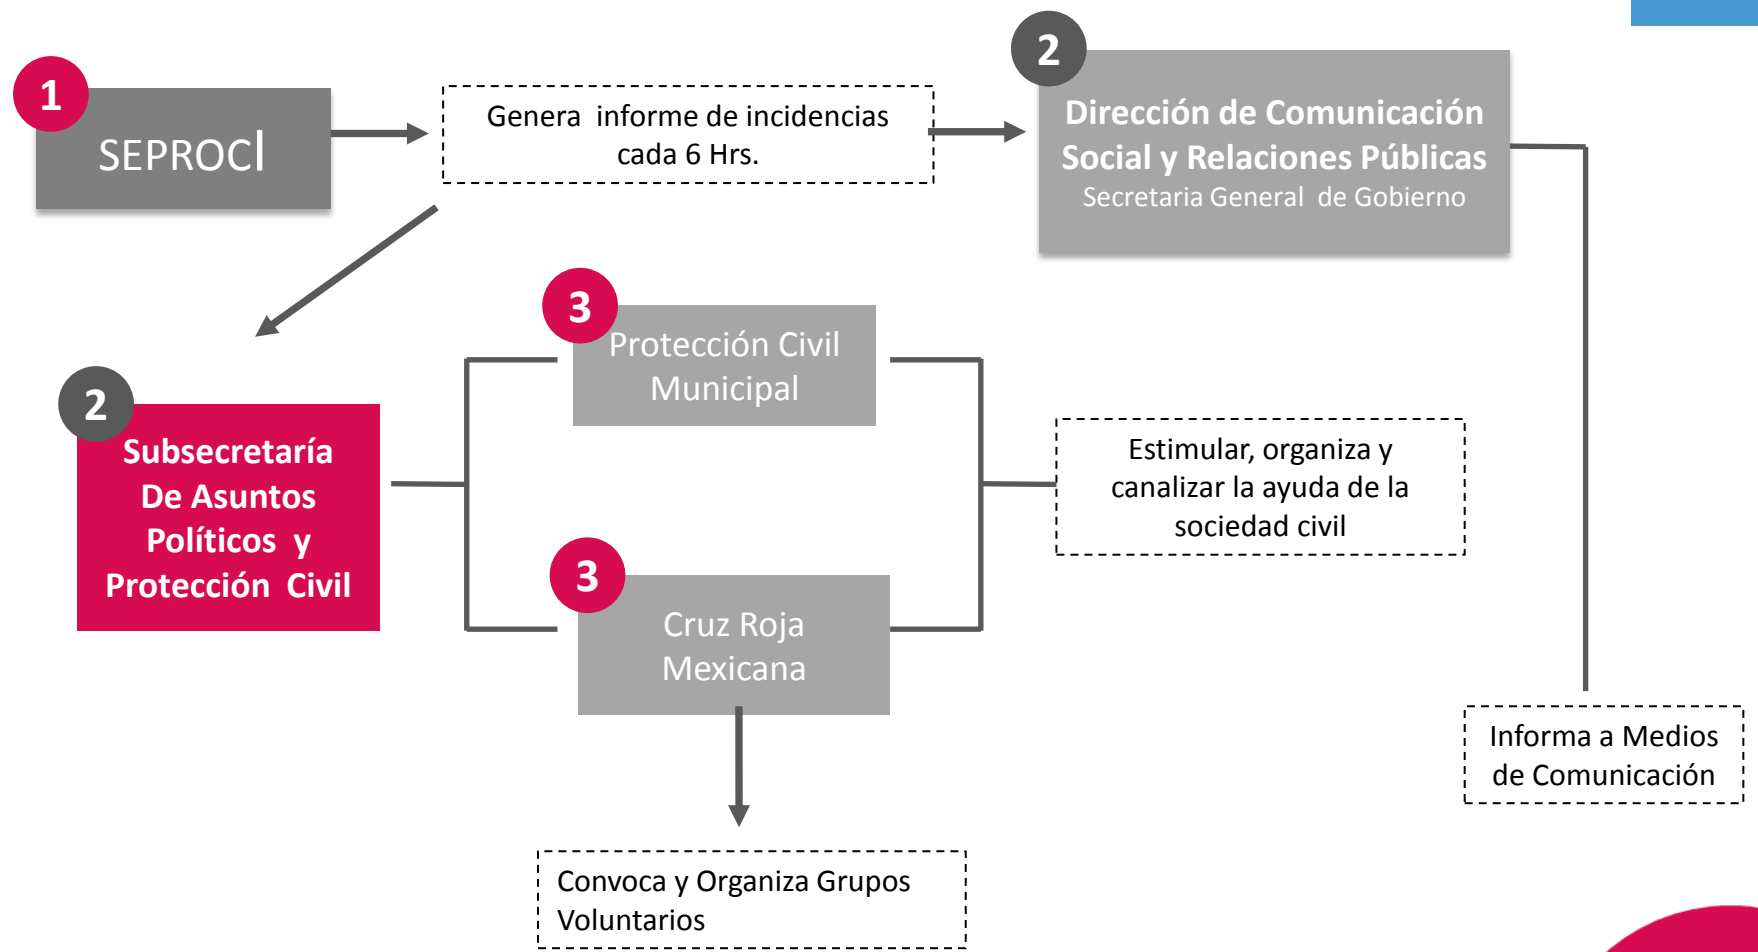 1
SEPROCI
Genera informe de incidencias
cada 6 Hrs.
2
Dirección de Comunicación
Social y Relaciones Públicas
Secretaria General de Gobierno
3
Protección Civil
Municipal
2
Subsecretaría
De Asuntos
Políticos y
Protección Civil
Estimular, organiza y
canalizar la ayuda de la
sociedad civil
3
Cruz Roja
Mexicana
Informa a Medios
de Comunicación
Convoca y Organiza Grupos
Voluntarios